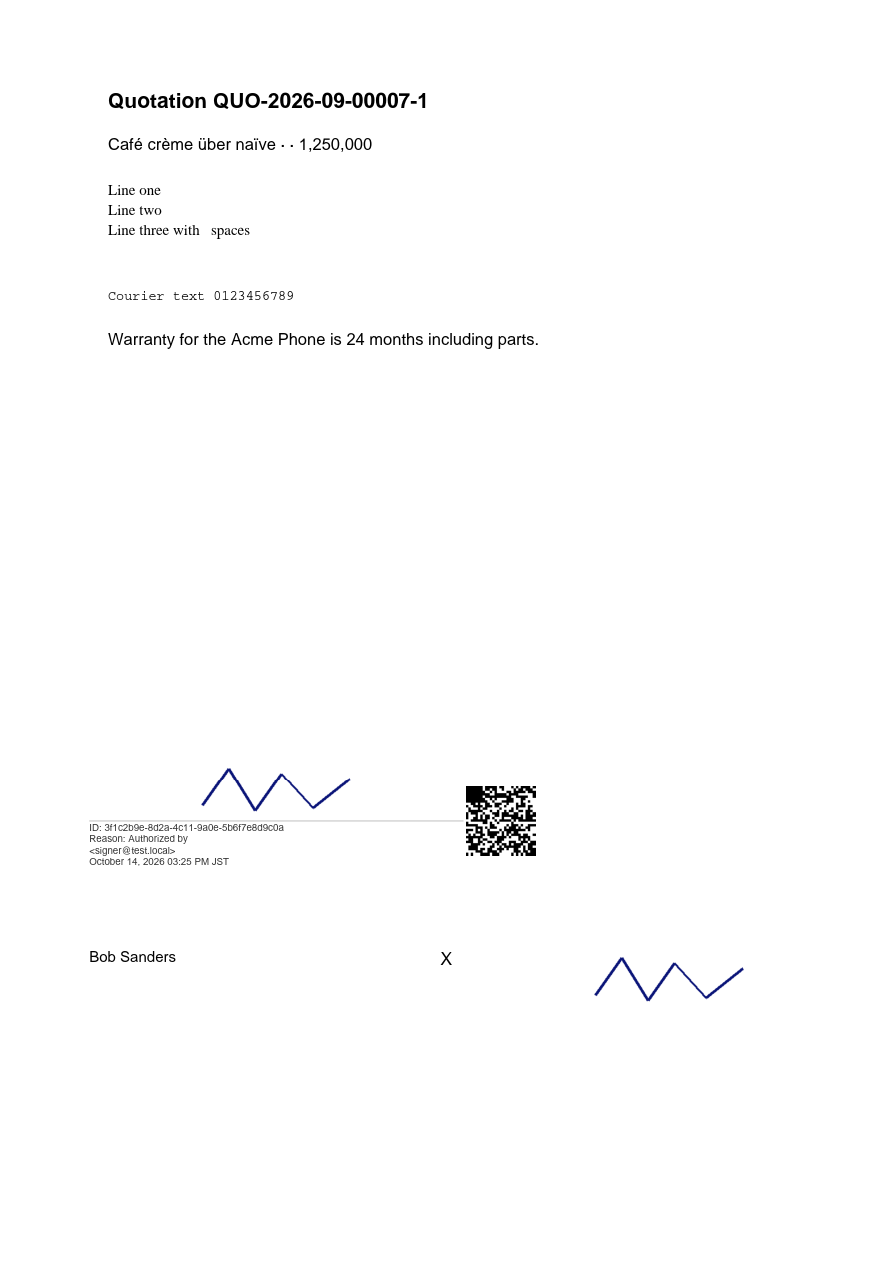 Quotation QUO-2026-09-00007-1
Café crème über naïve · · 1,250,000
Line one
Line two
Line three with   spaces
Courier text 0123456789
Warranty for the Acme Phone is 24 months including parts.
ID: 3f1c2b9e-8d2a-4c11-9a0e-5b6f7e8d9c0a
Reason: Authorized by
<signer@test.local>
October 14, 2026 03:25 PM JST
Bob Sanders
X